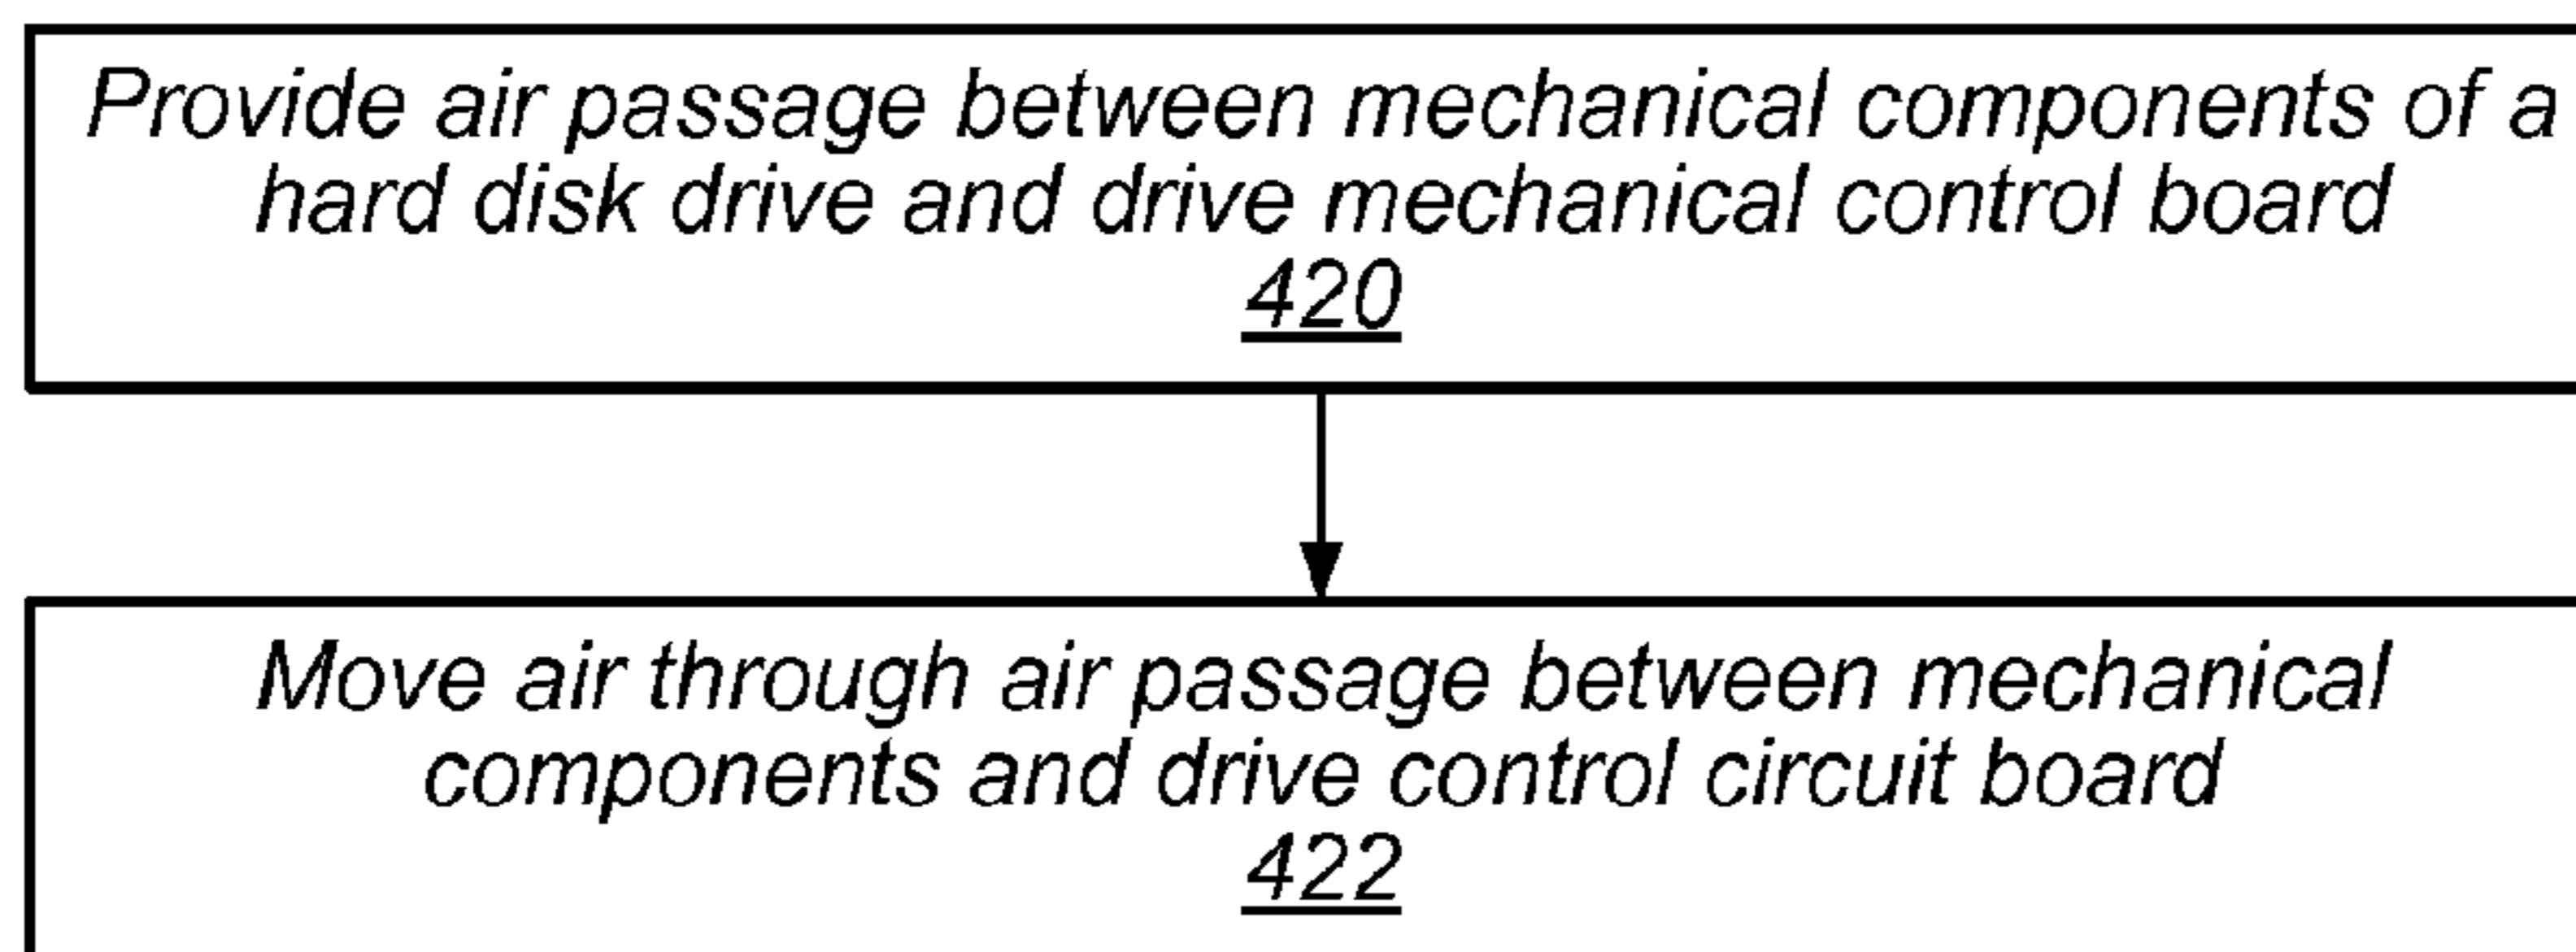 Provide air passage between mechanical components of a
hard disk drive and drive mechanical control board
420
Move air through air passage between mechanical
components and drive control circuit board
422